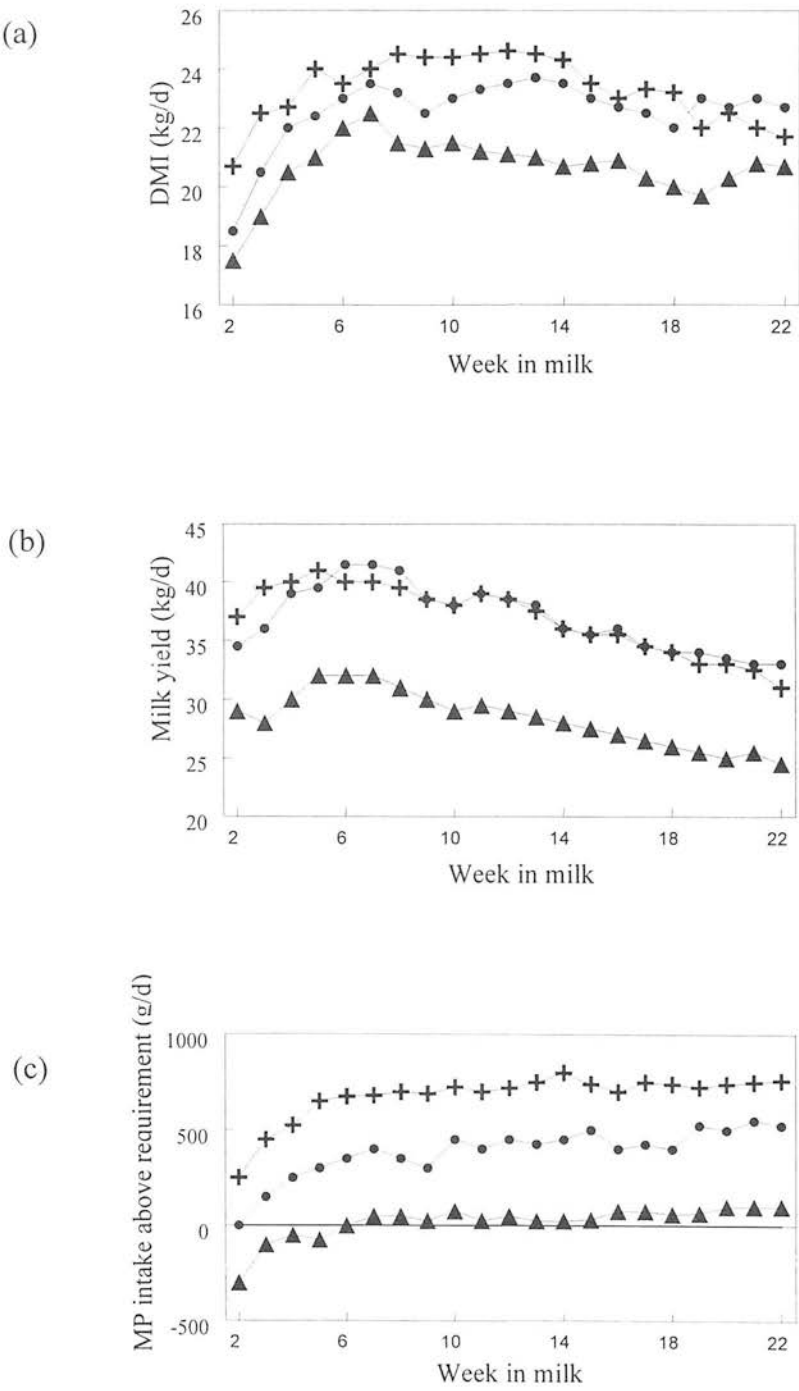 (a)
DMI (kg/d)
26
24
22
20
18
16
2 6 10 14 18 22
Week in milk
(b)
Milk yield (kg/d)
45
40
35
30
25
20
2 6 10 14 18 22
Week in milk
(c)
MP intake above requirement (g/d)
1000
500
0
-500
2 6 10 14 18 22
Week in milk